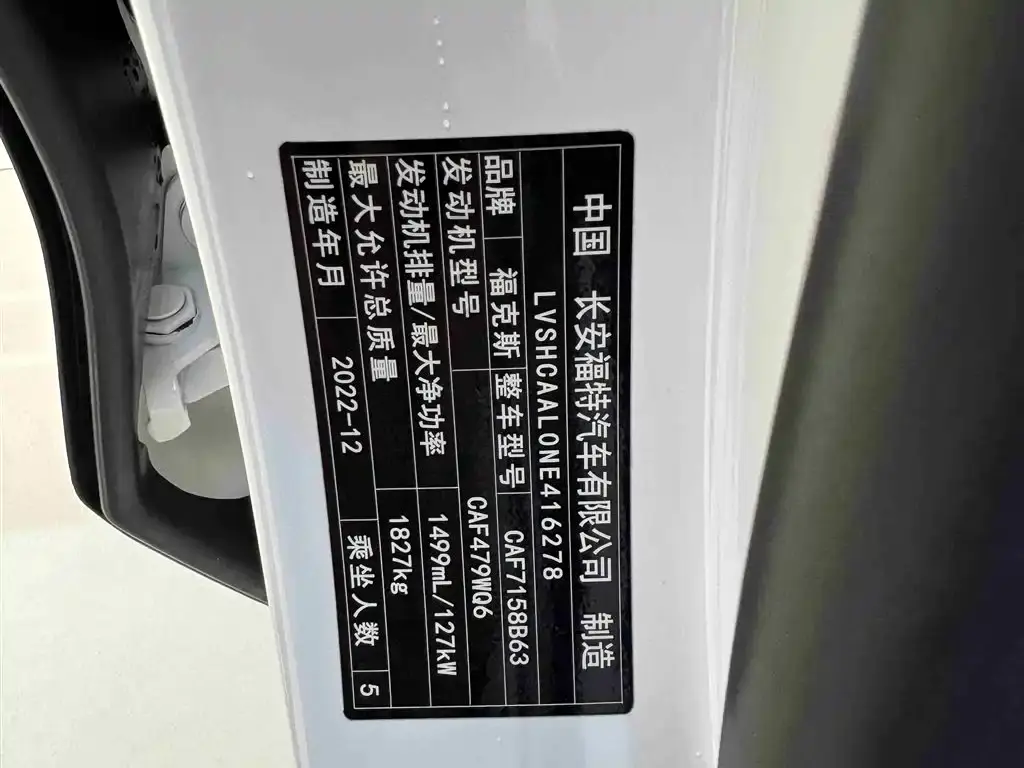 中国 长安福特汽车有限公司 制造
LVSHCAAL0NE416278
品牌 福克斯 整车型号 CAF7158B63
发动机型号 CAF479WQ6
发动机排量/最大净功率 1499mL/127kW
最大允许总质量 1827kg
制造年月 2022-12 乘坐人数 5